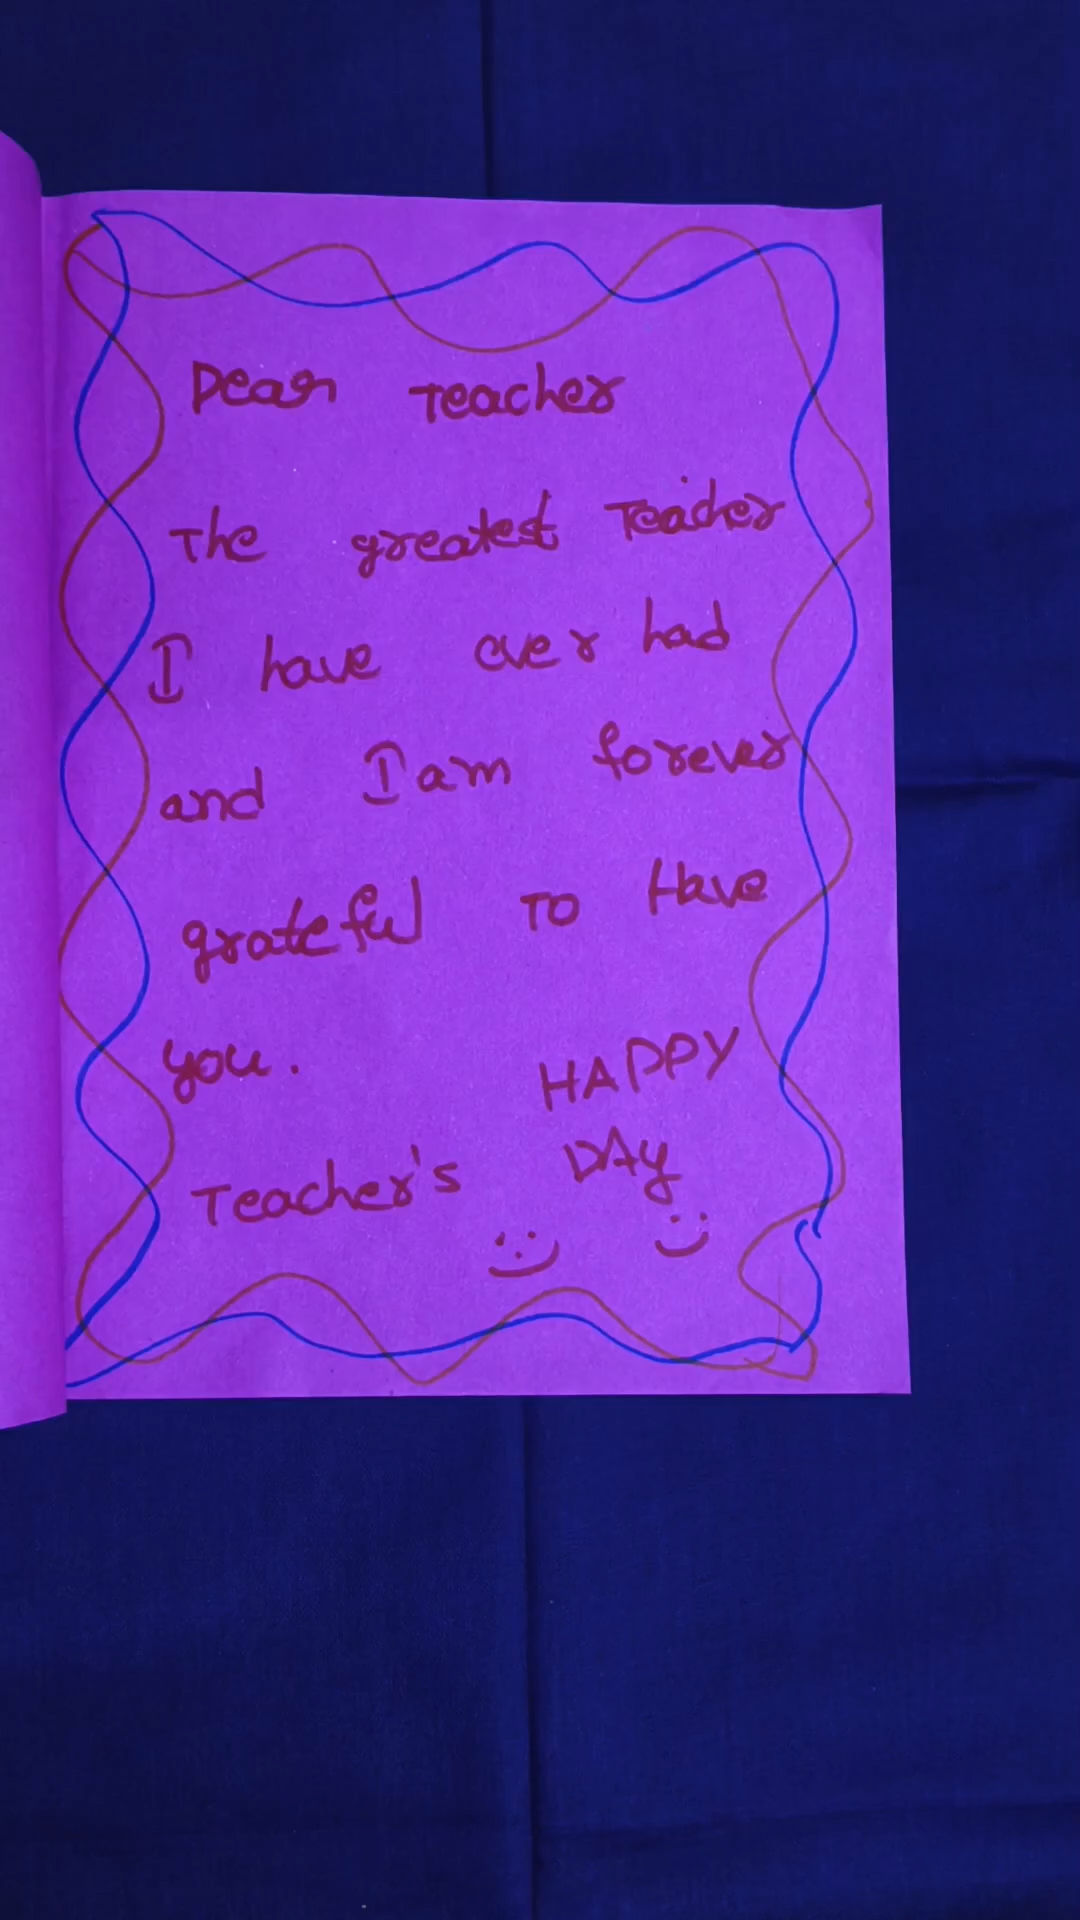 Dear Teacher
The greatest Teacher
I have ever had
and I am forever
grateful To Have
you. HAPPY
Teacher's DAy